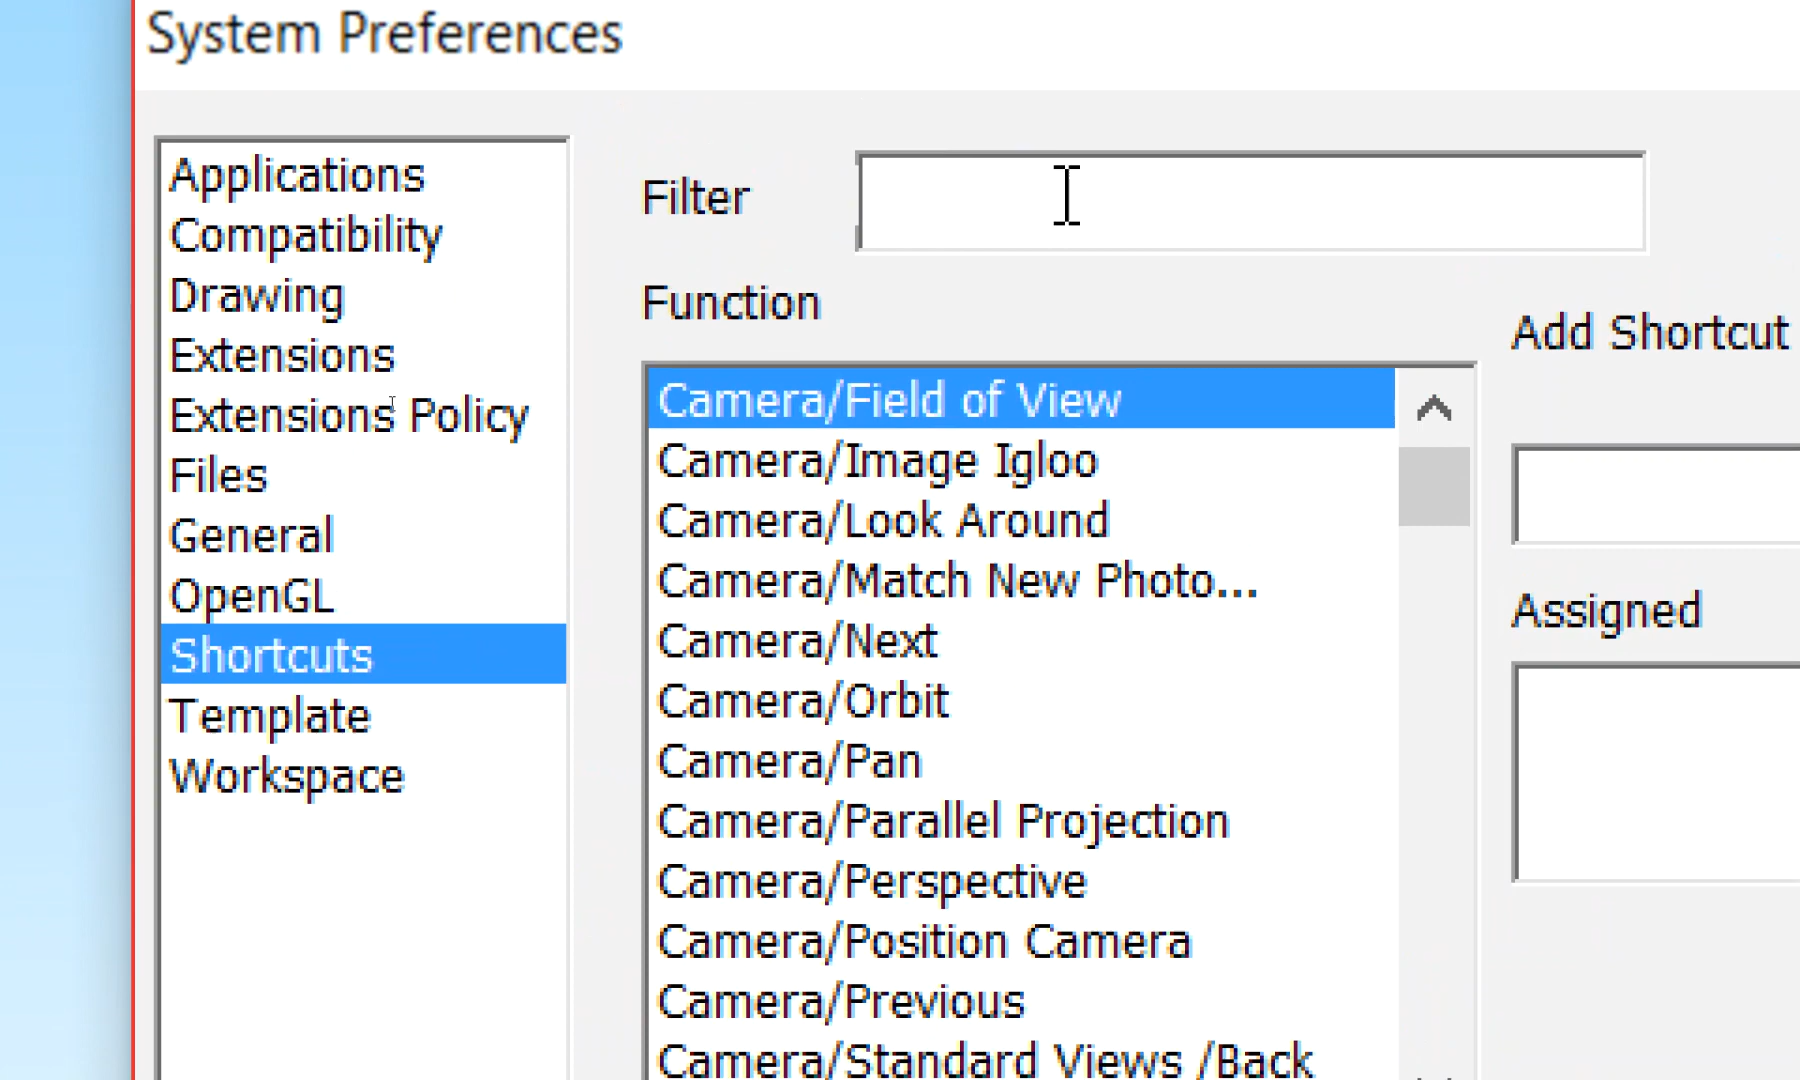 System Preferences
Applications
Compatibility
Drawing
Extensions
Extensions Policy
Files
General
OpenGL
Shortcuts
Template
Workspace
Filter
Function
Camera/Field of View
Camera/Image Igloo
Camera/Look Around
Camera/Match New Photo...
Camera/Next
Camera/Orbit
Camera/Pan
Camera/Parallel Projection
Camera/Perspective
Camera/Position Camera
Camera/Previous
Camera/Standard Views /Back
Add Shortcut
Assigned